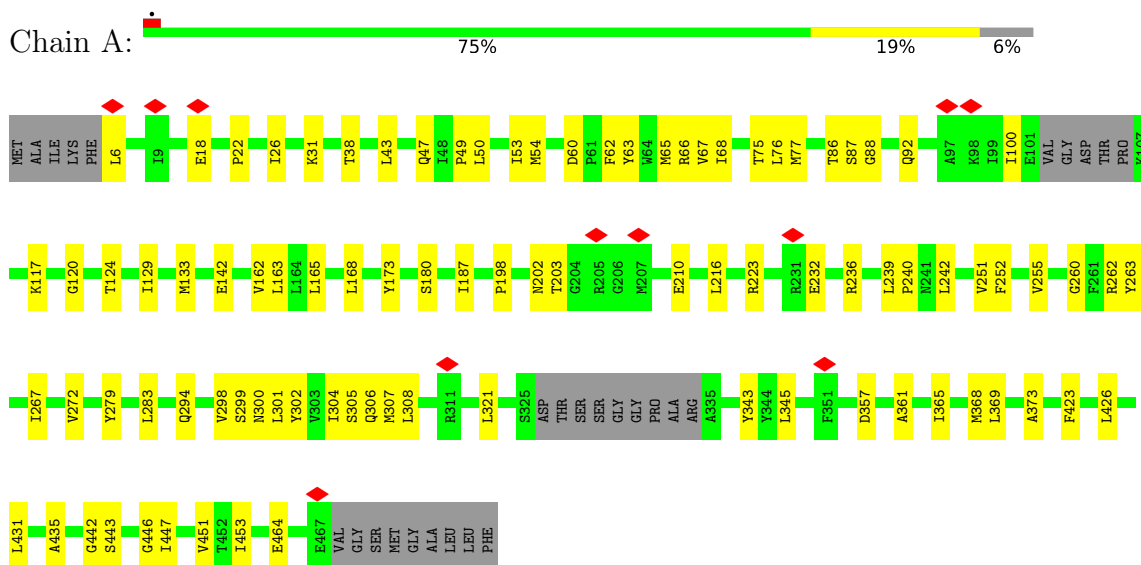 Chain A:
75% 19% 6%
MET ALA ILE LYS PHE L6 I9 E18 P22 I26 K31 T38 L43 Q47 I48 P49 L50 I53 M54 D60 P61 F62 Y63 W64 M65 R66 V67 I68 T75 L76 M77 T86 S87 G88 Q92 A97 K98 I99 I100 E101 VAL GLY ASP THR PRO K107
K117 G120 T124 I129 M133 E142 V162 L163 L164 L165 L168 Y173 S180 I187 P198 N202 T203 G204 R205 G206 M207 E210 L216 R223 R231 E232 R236 L239 P240 N241 L242 V251 F252 V255 G260 F261 R262 Y263
I267 V272 Y279 L283 Q294 V298 S299 N300 L301 Y302 V303 I304 S305 Q306 M307 L308 R311 L321 S325 ASP THR SER SER GLY GLY PRO ALA ARG A335 Y343 Y344 L345 F351 D357 A361 I365 M368 L369 A373 F423 L426
L431 A435 G442 S443 G446 I447 V451 T452 I453 E464 E467 VAL GLY SER MET GLY ALA LEU LEU PHE